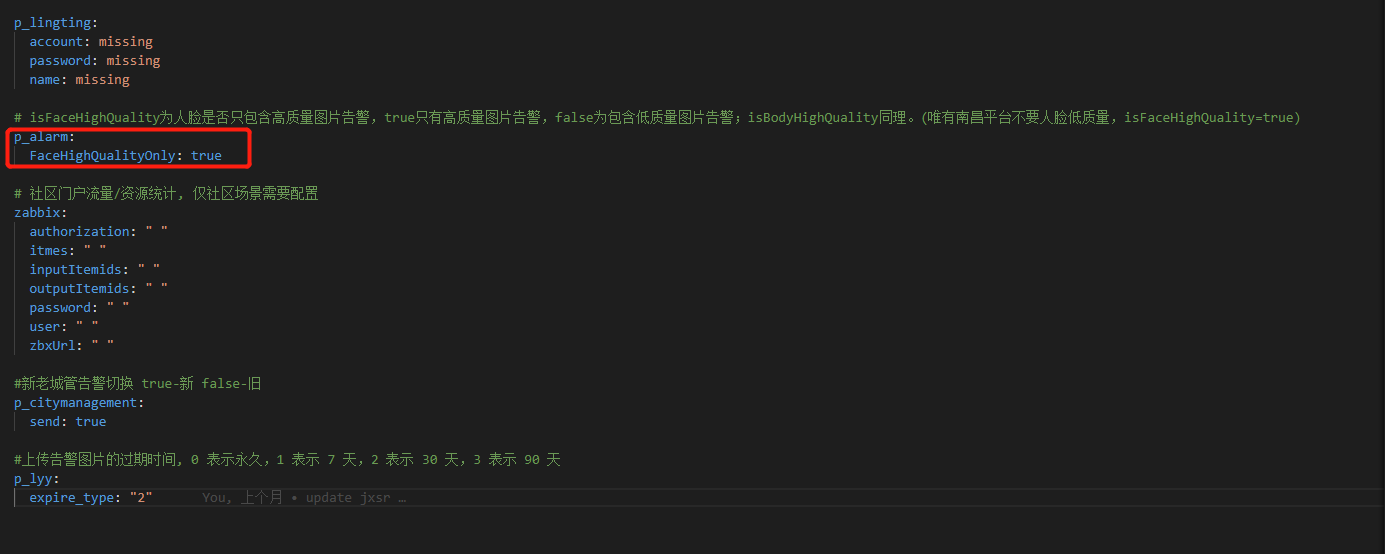 p_lingting:
account: missing
password: missing
name: missing
# isFaceHighQuality为人脸是否只包含高质量图片告警，true只有高质量图片告警，false为包含低质量图片告警；isBodyHighQuality同理。(唯有南昌平台不要人脸低质量，isFaceHighQuality=true)
p_alarm:
FaceHighQualityOnly: true
# 社区门户流量/资源统计, 仅社区场景需要配置
zabbix:
authorization: " "
itmes: " "
inputItemids: " "
outputItemids: " "
password: " "
user: " "
zbxUrl: " "
#新老城管告警切换 true-新 false-旧
p_citymanagement:
send: true
#上传告警图片的过期时间, 0 表示永久，1 表示 7 天，2 表示 30 天，3 表示 90 天
p_lyy:
expire_type: "2" You, 上个月 • update jxsr …